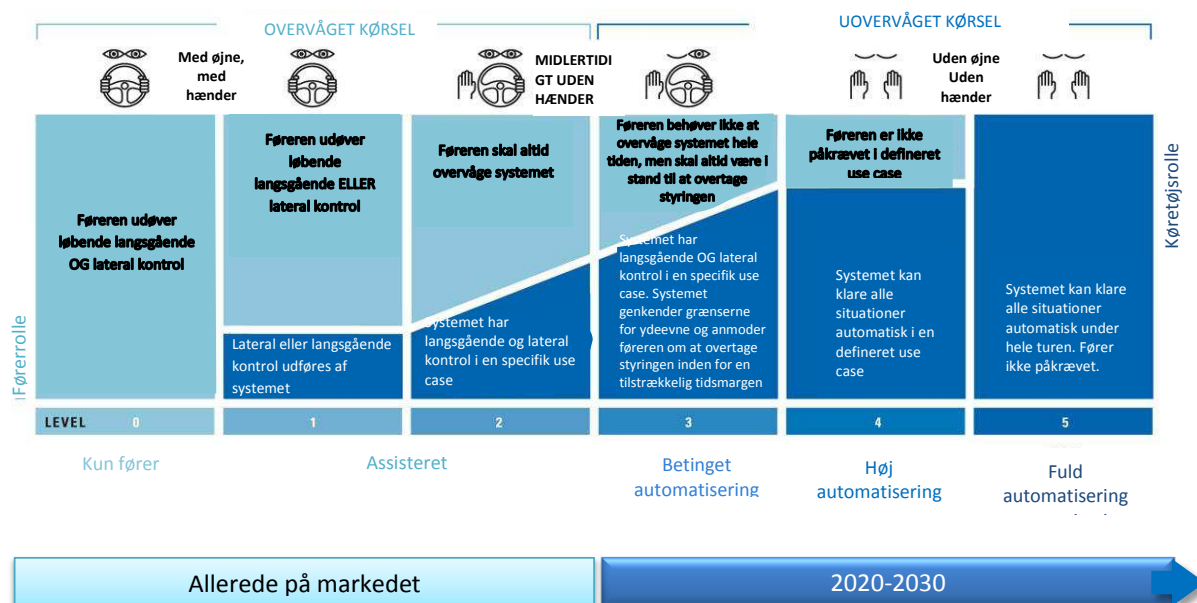 OVERVÅGET KØRSEL
UOVERVÅGET KØRSEL
Med øjne,
med
hænder
MIDLERTIDI
GT UDEN
HÆNDER
Uden øjne
Uden
hænder
Føreren udøver
løbende langsgående
OG lateral kontrol
Føreren udøver
løbende
langsgående ELLER
lateral kontrol
Føreren skal altid
overvåge systemet
Føreren behøver ikke at
overvåge systemet hele
tiden, men skal altid være i
stand til at overtage
styringen
Føreren er ikke
påkrævet i defineret
use case
Lateral eller langsgående
kontrol udføres af
systemet
Systemet har
langsgående og lateral
kontrol i en specifik use
case
Systemet har
langsgående OG lateral
kontrol i en specifik use
case. Systemet
genkender grænserne
for ydeevne og anmoder
føreren om at overtage
styringen inden for en
tilstrækkelig tidsmargen
Systemet kan
klare alle
situationer
automatisk i en
defineret use
case
Systemet kan klare
alle situationer
automatisk under
hele turen. Fører
ikke påkrævet.
Førerrolle
Køretøjsrolle
LEVEL 0 1 2 3 4 5
Kun fører
Assisteret
Betinget
automatisering
Høj
automatisering
Fuld
automatisering
Allerede på markedet
2020-2030